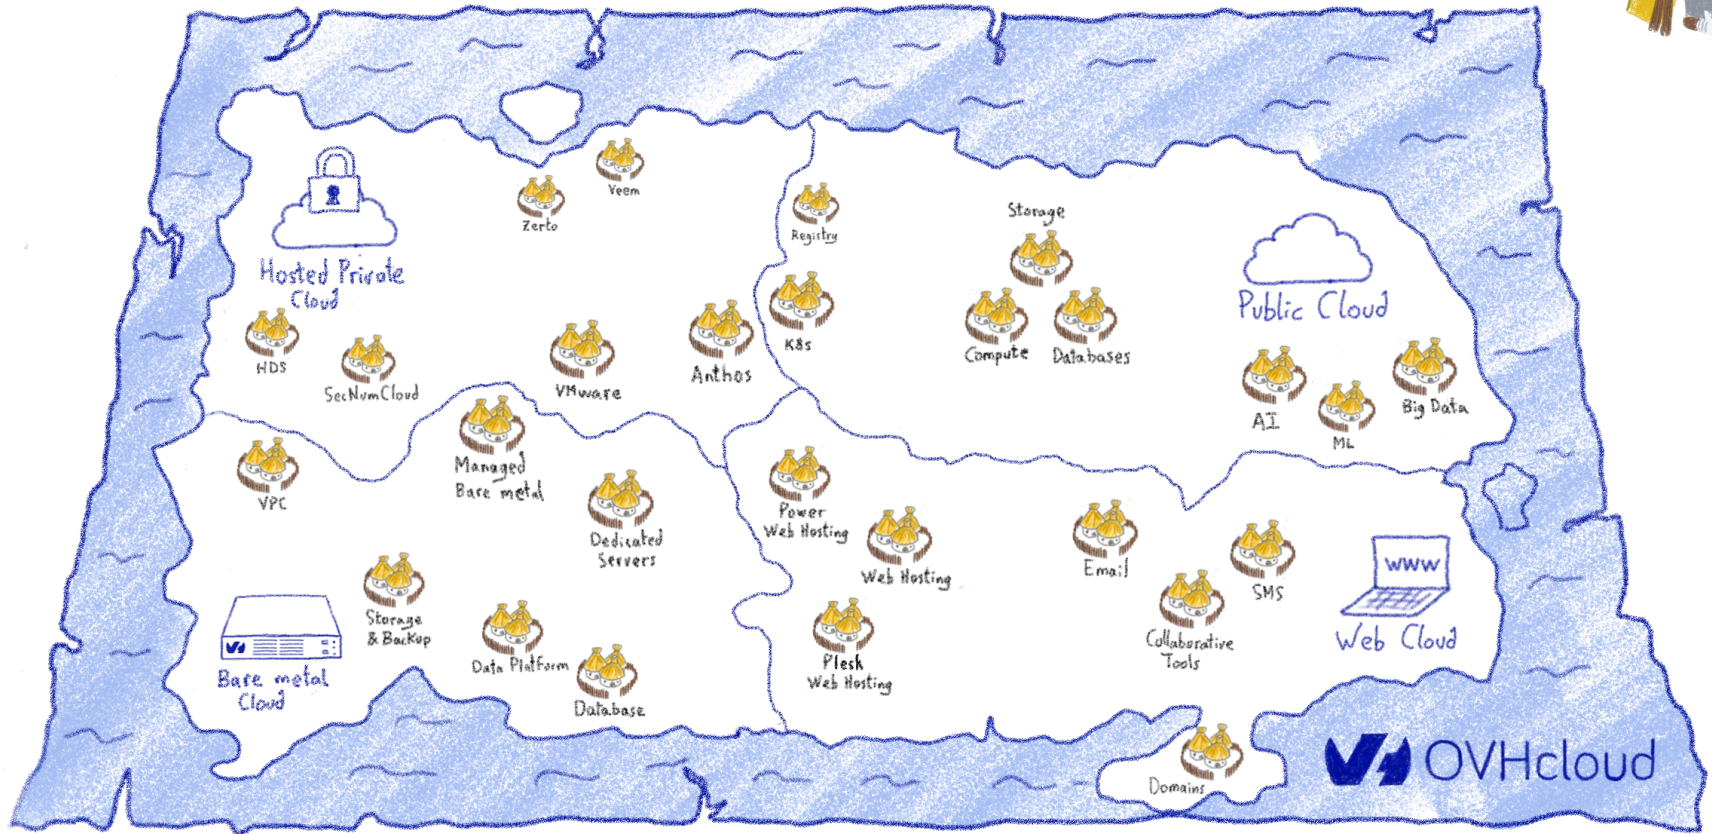 Veem
Zerto
Registry
Storage
Hosted Private
Cloud
Public Cloud
K8s
Compute
Databases
HDS
SecNumCloud
VMware
Anthos
AI
ML
Big Data
VPC
Managed
Bare metal
Dedicated
Servers
Power
Web Hosting
Web Hosting
Email
SMS
WWW
Web Cloud
Storage
& Backup
Data Platform
Database
Bare metal
Cloud
Plesk
Web Hosting
Collaborative
Tools
Domains
OVHcloud